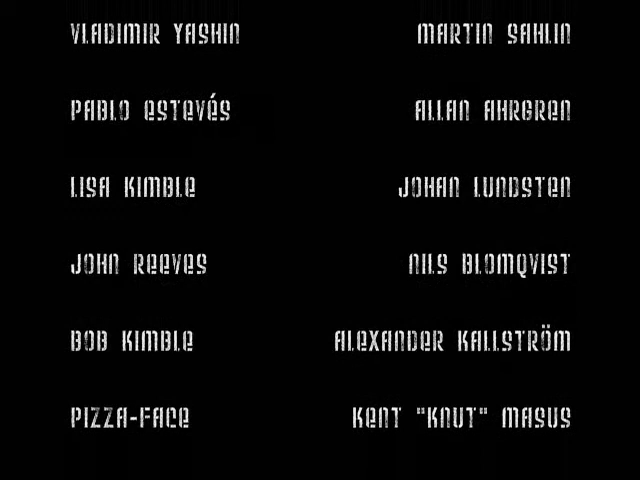 VLADIMIR YASHIN MARTIN SAHLIN
PABLO ESTEVÉS ALLAN AHRGREN
LISA KIMBLE JOHAN LUNDSTEN
JOHN REEVES NILS BLOMQVIST
BOB KIMBLE ALEXANDER KALLSTRÖM
PIZZA-FACE KENT "KNUT" MASUS